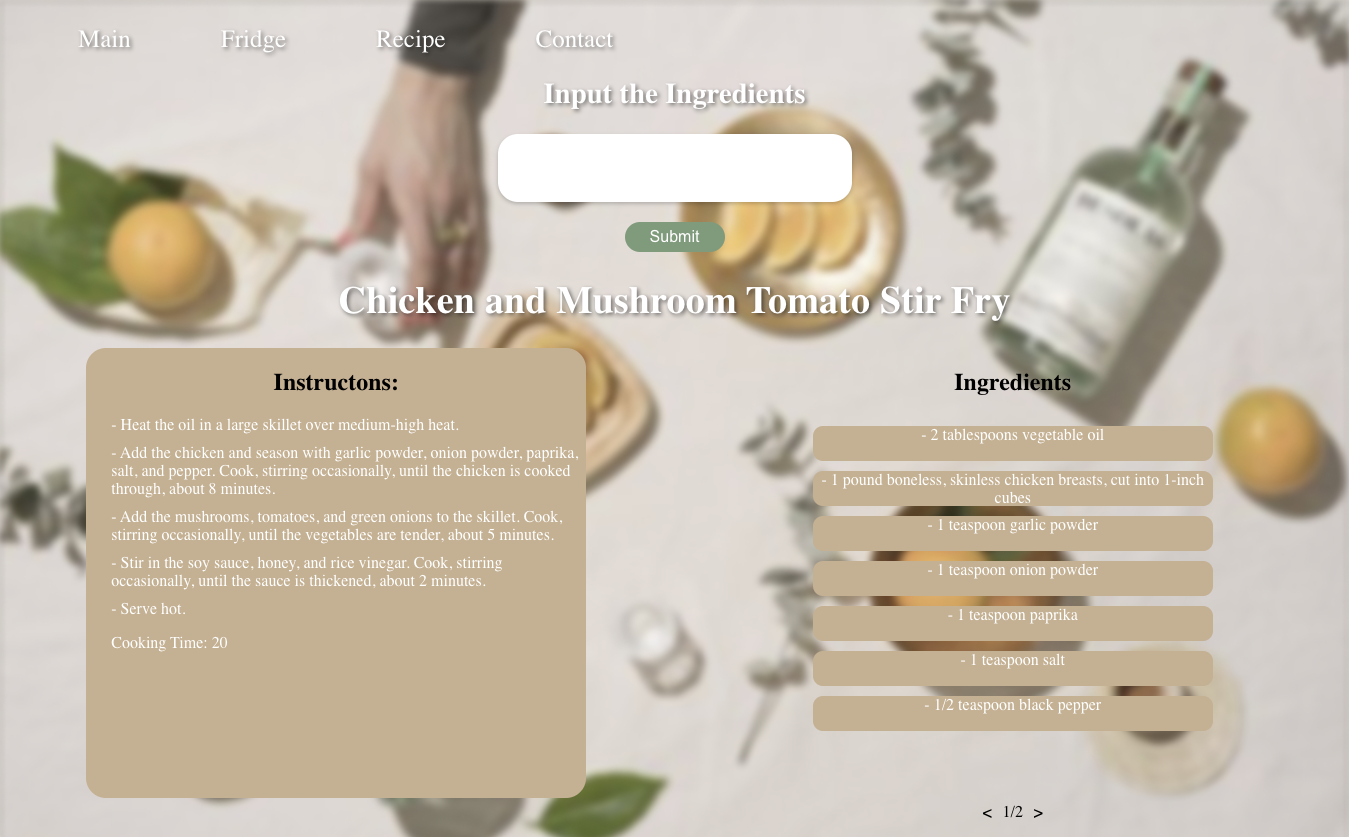 Main Fridge Recipe Contact
Input the Ingredients
Submit
Chicken and Mushroom Tomato Stir Fry
Instructons:
- Heat the oil in a large skillet over medium-high heat.
- Add the chicken and season with garlic powder, onion powder, paprika,
salt, and pepper. Cook, stirring occasionally, until the chicken is cooked
through, about 8 minutes.
- Add the mushrooms, tomatoes, and green onions to the skillet. Cook,
stirring occasionally, until the vegetables are tender, about 5 minutes.
- Stir in the soy sauce, honey, and rice vinegar. Cook, stirring
occasionally, until the sauce is thickened, about 2 minutes.
- Serve hot.
Cooking Time: 20
Ingredients
- 2 tablespoons vegetable oil
- 1 pound boneless, skinless chicken breasts, cut into 1-inch
cubes
- 1 teaspoon garlic powder
- 1 teaspoon onion powder
- 1 teaspoon paprika
- 1 teaspoon salt
- 1/2 teaspoon black pepper
< 1/2 >